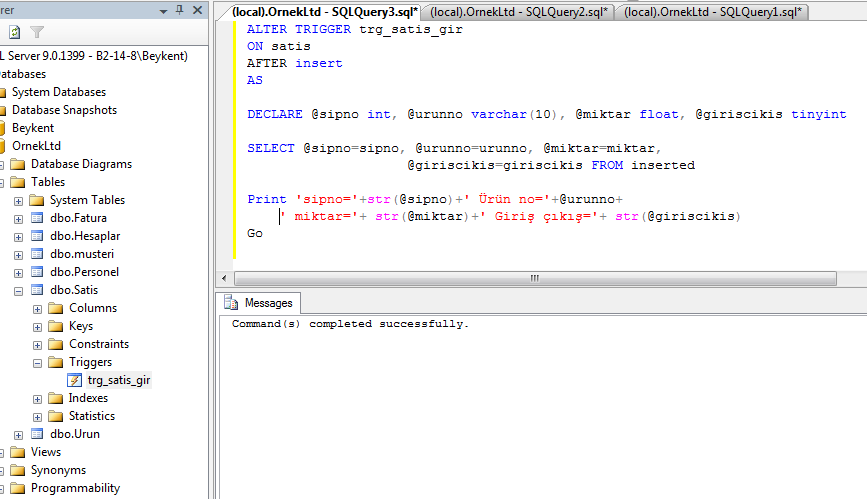 rer
L Server 9.0.1399 - B2-14-8\Beykent)
atabases
System Databases
Database Snapshots
Beykent
OrnekLtd
Database Diagrams
Tables
System Tables
dbo.Fatura
dbo.Hesaplar
dbo.musteri
dbo.Personel
dbo.Satis
Columns
Keys
Constraints
Triggers
trg_satis_gir
Indexes
Statistics
dbo.Urun
Views
Synonyms
Programmability
(local).OrnekLtd - SQLQuery3.sql* (local).OrnekLtd - SQLQuery2.sql* (local).OrnekLtd - SQLQuery1.sql*
ALTER TRIGGER trg_satis_gir
ON satis
AFTER insert
AS
DECLARE @sipno int, @urunno varchar(10), @miktar float, @giriscikis tinyint
SELECT @sipno=sipno, @urunno=urunno, @miktar=miktar,
@giriscikis=giriscikis FROM inserted
Print 'sipno='+str(@sipno)+' Ürün no='+@urunno+
' miktar='+ str(@miktar)+' Giriş çıkış='+ str(@giriscikis)
Go
Messages
Command(s) completed successfully.